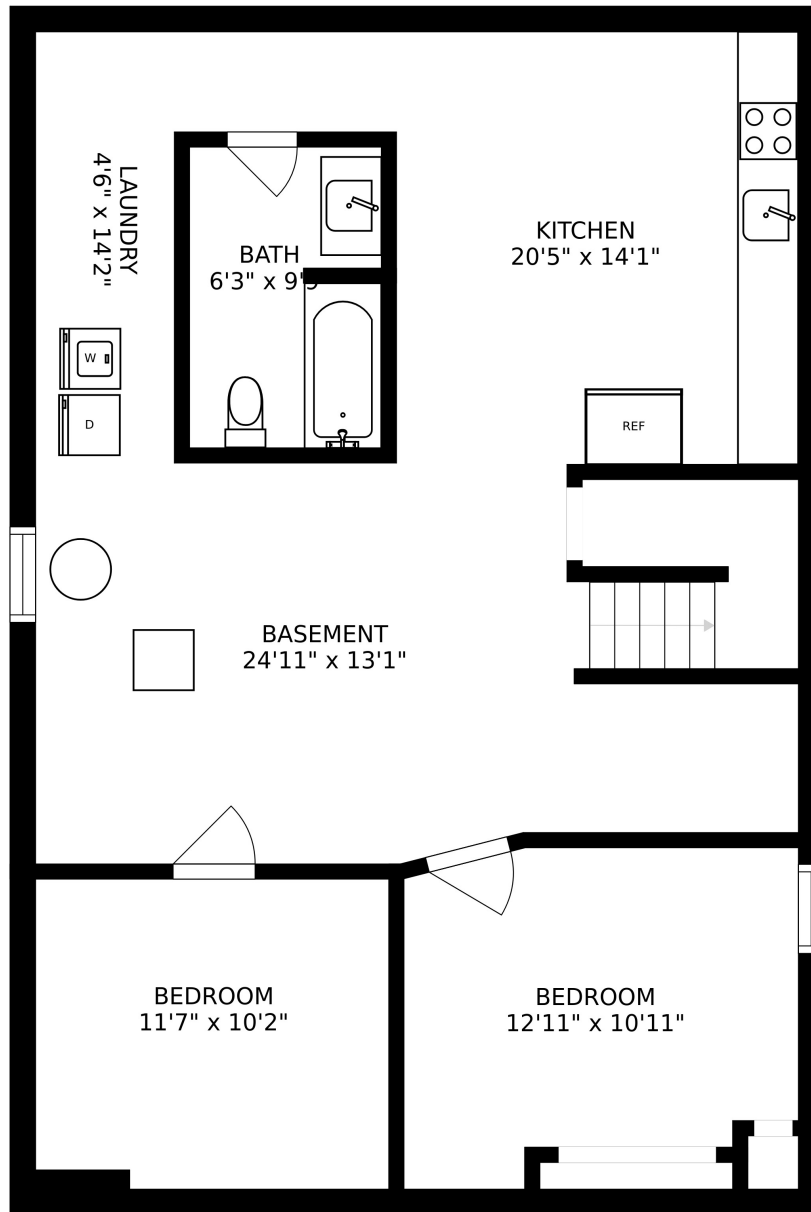 LAUNDRY
4'6" x 14'2"
BATH
6'3" x 9'9
KITCHEN
20'5" x 14'1"
W
D
REF
BASEMENT
24'11" x 13'1"
BEDROOM
11'7" x 10'2"
BEDROOM
12'11" x 10'11"